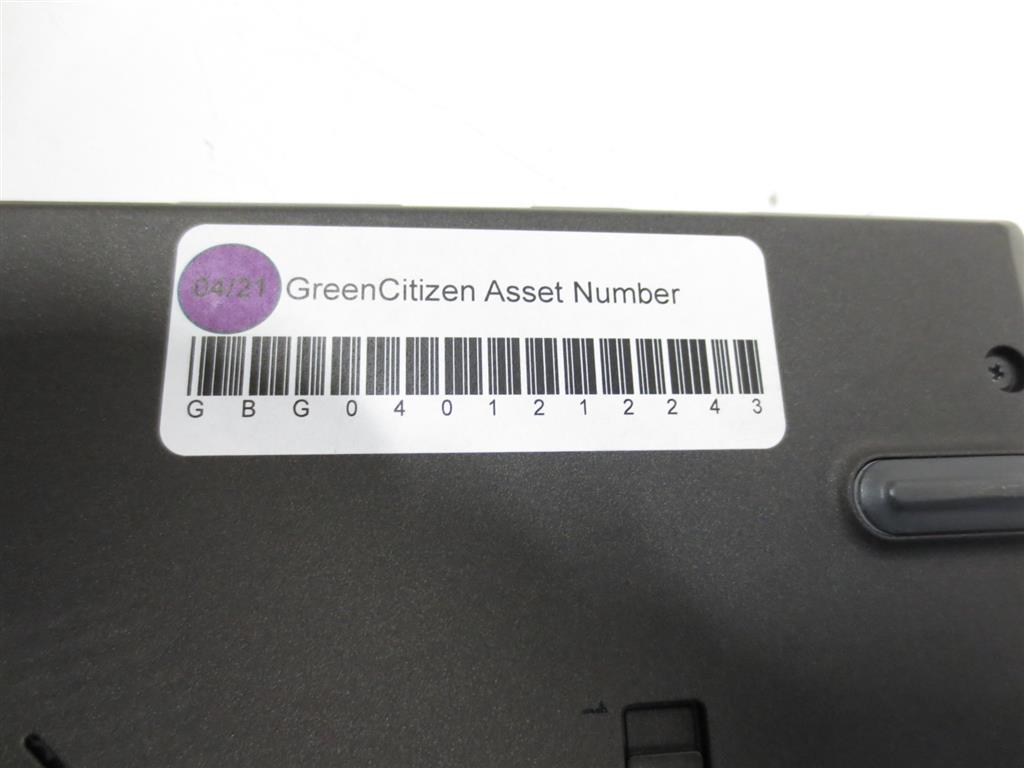 04/21 GreenCitizen Asset Number
G B G 0 4 0 1 2 1 2 2 4 3